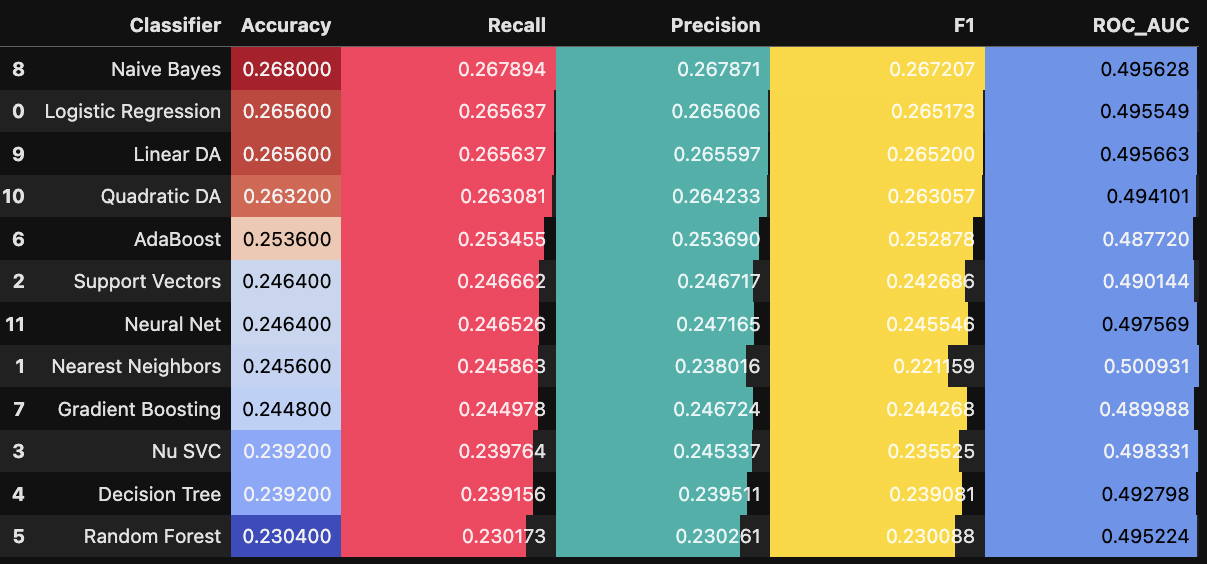 Classifier Accuracy Recall Precision F1 ROC_AUC
8 Naive Bayes 0.268000 0.267894 0.267871 0.267207 0.495628
0 Logistic Regression 0.265600 0.265637 0.265606 0.265173 0.495549
9 Linear DA 0.265600 0.265637 0.265597 0.265200 0.495663
10 Quadratic DA 0.263200 0.263081 0.264233 0.263057 0.494101
6 AdaBoost 0.253600 0.253455 0.253690 0.252878 0.487720
2 Support Vectors 0.246400 0.246662 0.246717 0.242686 0.490144
11 Neural Net 0.246400 0.246526 0.247165 0.245546 0.497569
1 Nearest Neighbors 0.245600 0.245863 0.238016 0.221159 0.500931
7 Gradient Boosting 0.244800 0.244978 0.246724 0.244268 0.489988
3 Nu SVC 0.239200 0.239764 0.245337 0.235525 0.498331
4 Decision Tree 0.239200 0.239156 0.239511 0.239081 0.492798
5 Random Forest 0.230400 0.230173 0.230261 0.230088 0.495224